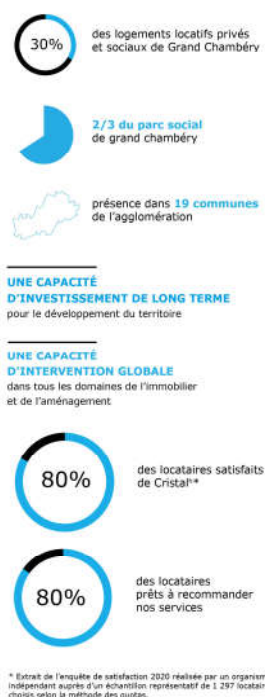 30%
des logements locatifs privés
et sociaux de Grand Chambéry
2/3 du parc social
de grand chambéry
présence dans 19 communes
de l'agglomération
UNE CAPACITÉ
D'INVESTISSEMENT DE LONG TERME
pour le développement du territoire
UNE CAPACITÉ
D'INTERVENTION GLOBALE
dans tous les domaines de l'immobilier
et de l'aménagement
80%
des locataires satisfaits
de Cristal'*
80%
des locataires
prêts à recommander
nos services
* Extrait de l'enquête de satisfaction 2020 réalisée par un organism
indépendant auprès d'un échantillon représentatif de 1 297 locatair
choisis selon la méthode des quotas.